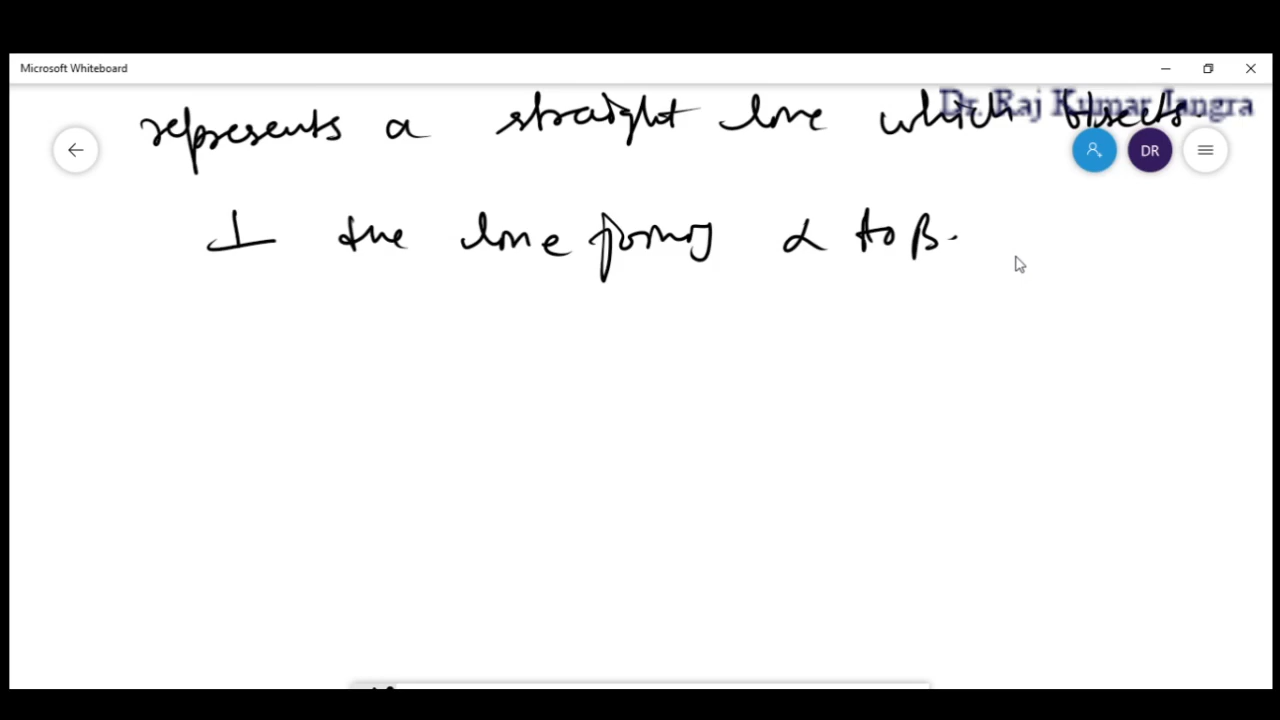 Microsoft Whiteboard
Dr. Raj Kumar Jangra
represents a straight line which bisects
DR
⊥ the line joining α to β.